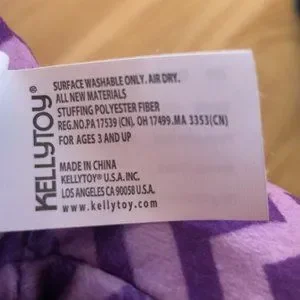 KELLYTOY®
SURFACE WASHABLE ONLY. AIR DRY.
ALL NEW MATERIALS
STUFFING POLYESTER FIBER
REG.NO.PA 17539 (CN), OH 17499.MA 3353(CN)
FOR AGES 3 AND UP
MADE IN CHINA
KELLYTOY® U.S.A. INC.
LOS ANGELES CA 90058 U.S.A.
www.kellytoy.com